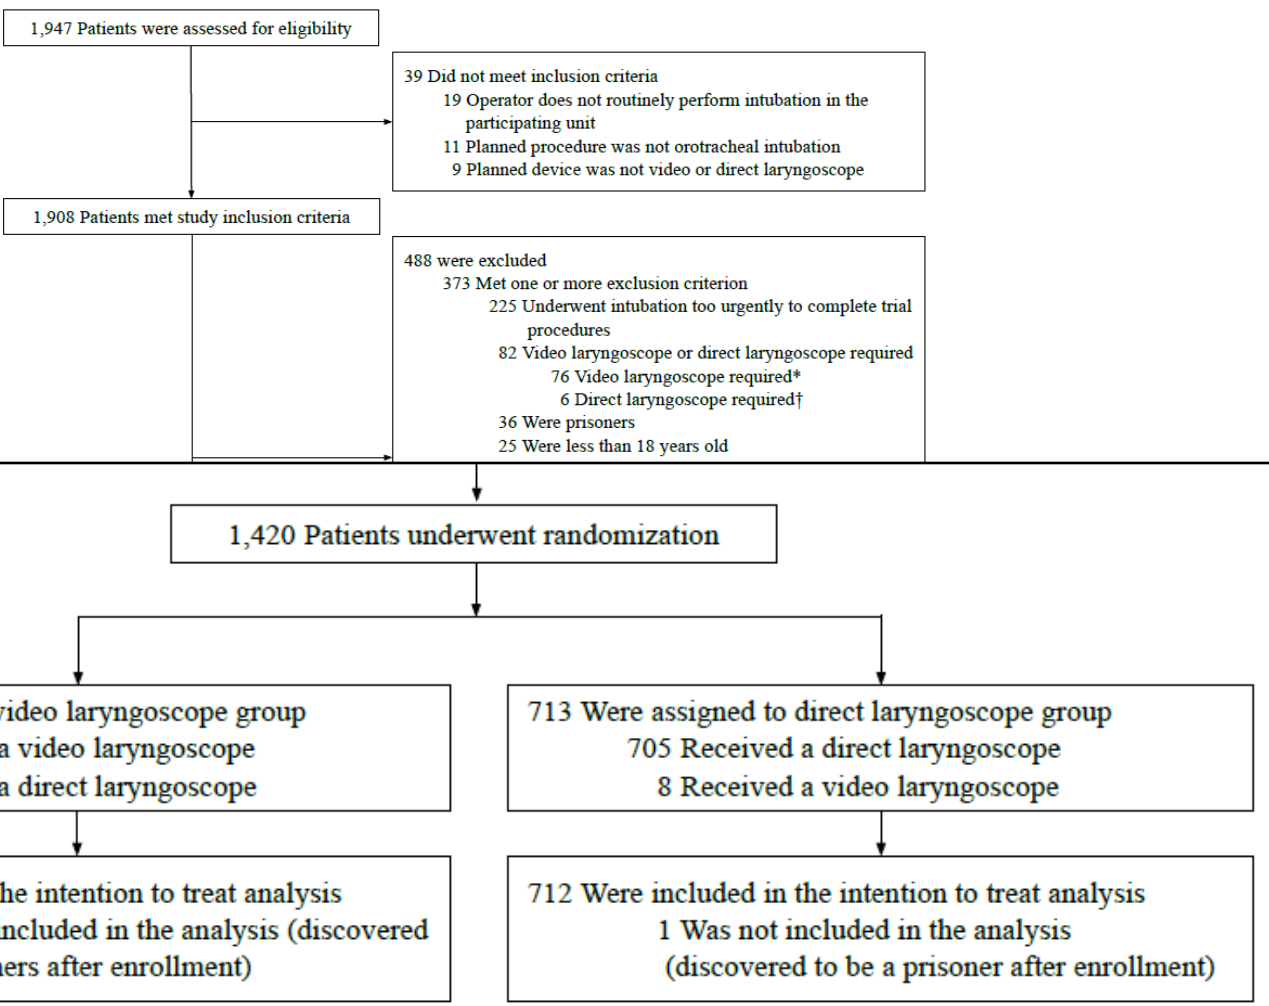 1,947 Patients were assessed for eligibility
39 Did not meet inclusion criteria
19 Operator does not routinely perform intubation in the
participating unit
11 Planned procedure was not orotracheal intubation
9 Planned device was not video or direct laryngoscope
1,908 Patients met study inclusion criteria
488 were excluded
373 Met one or more exclusion criterion
225 Underwent intubation too urgently to complete trial
procedures
82 Video laryngoscope or direct laryngoscope required
76 Video laryngoscope required*
6 Direct laryngoscope required†
36 Were prisoners
25 Were less than 18 years old
1,420 Patients underwent randomization
video laryngoscope group
a video laryngoscope
a direct laryngoscope
713 Were assigned to direct laryngoscope group
705 Received a direct laryngoscope
8 Received a video laryngoscope
the intention to treat analysis
included in the analysis (discovered
after enrollment)
712 Were included in the intention to treat analysis
1 Was not included in the analysis
(discovered to be a prisoner after enrollment)